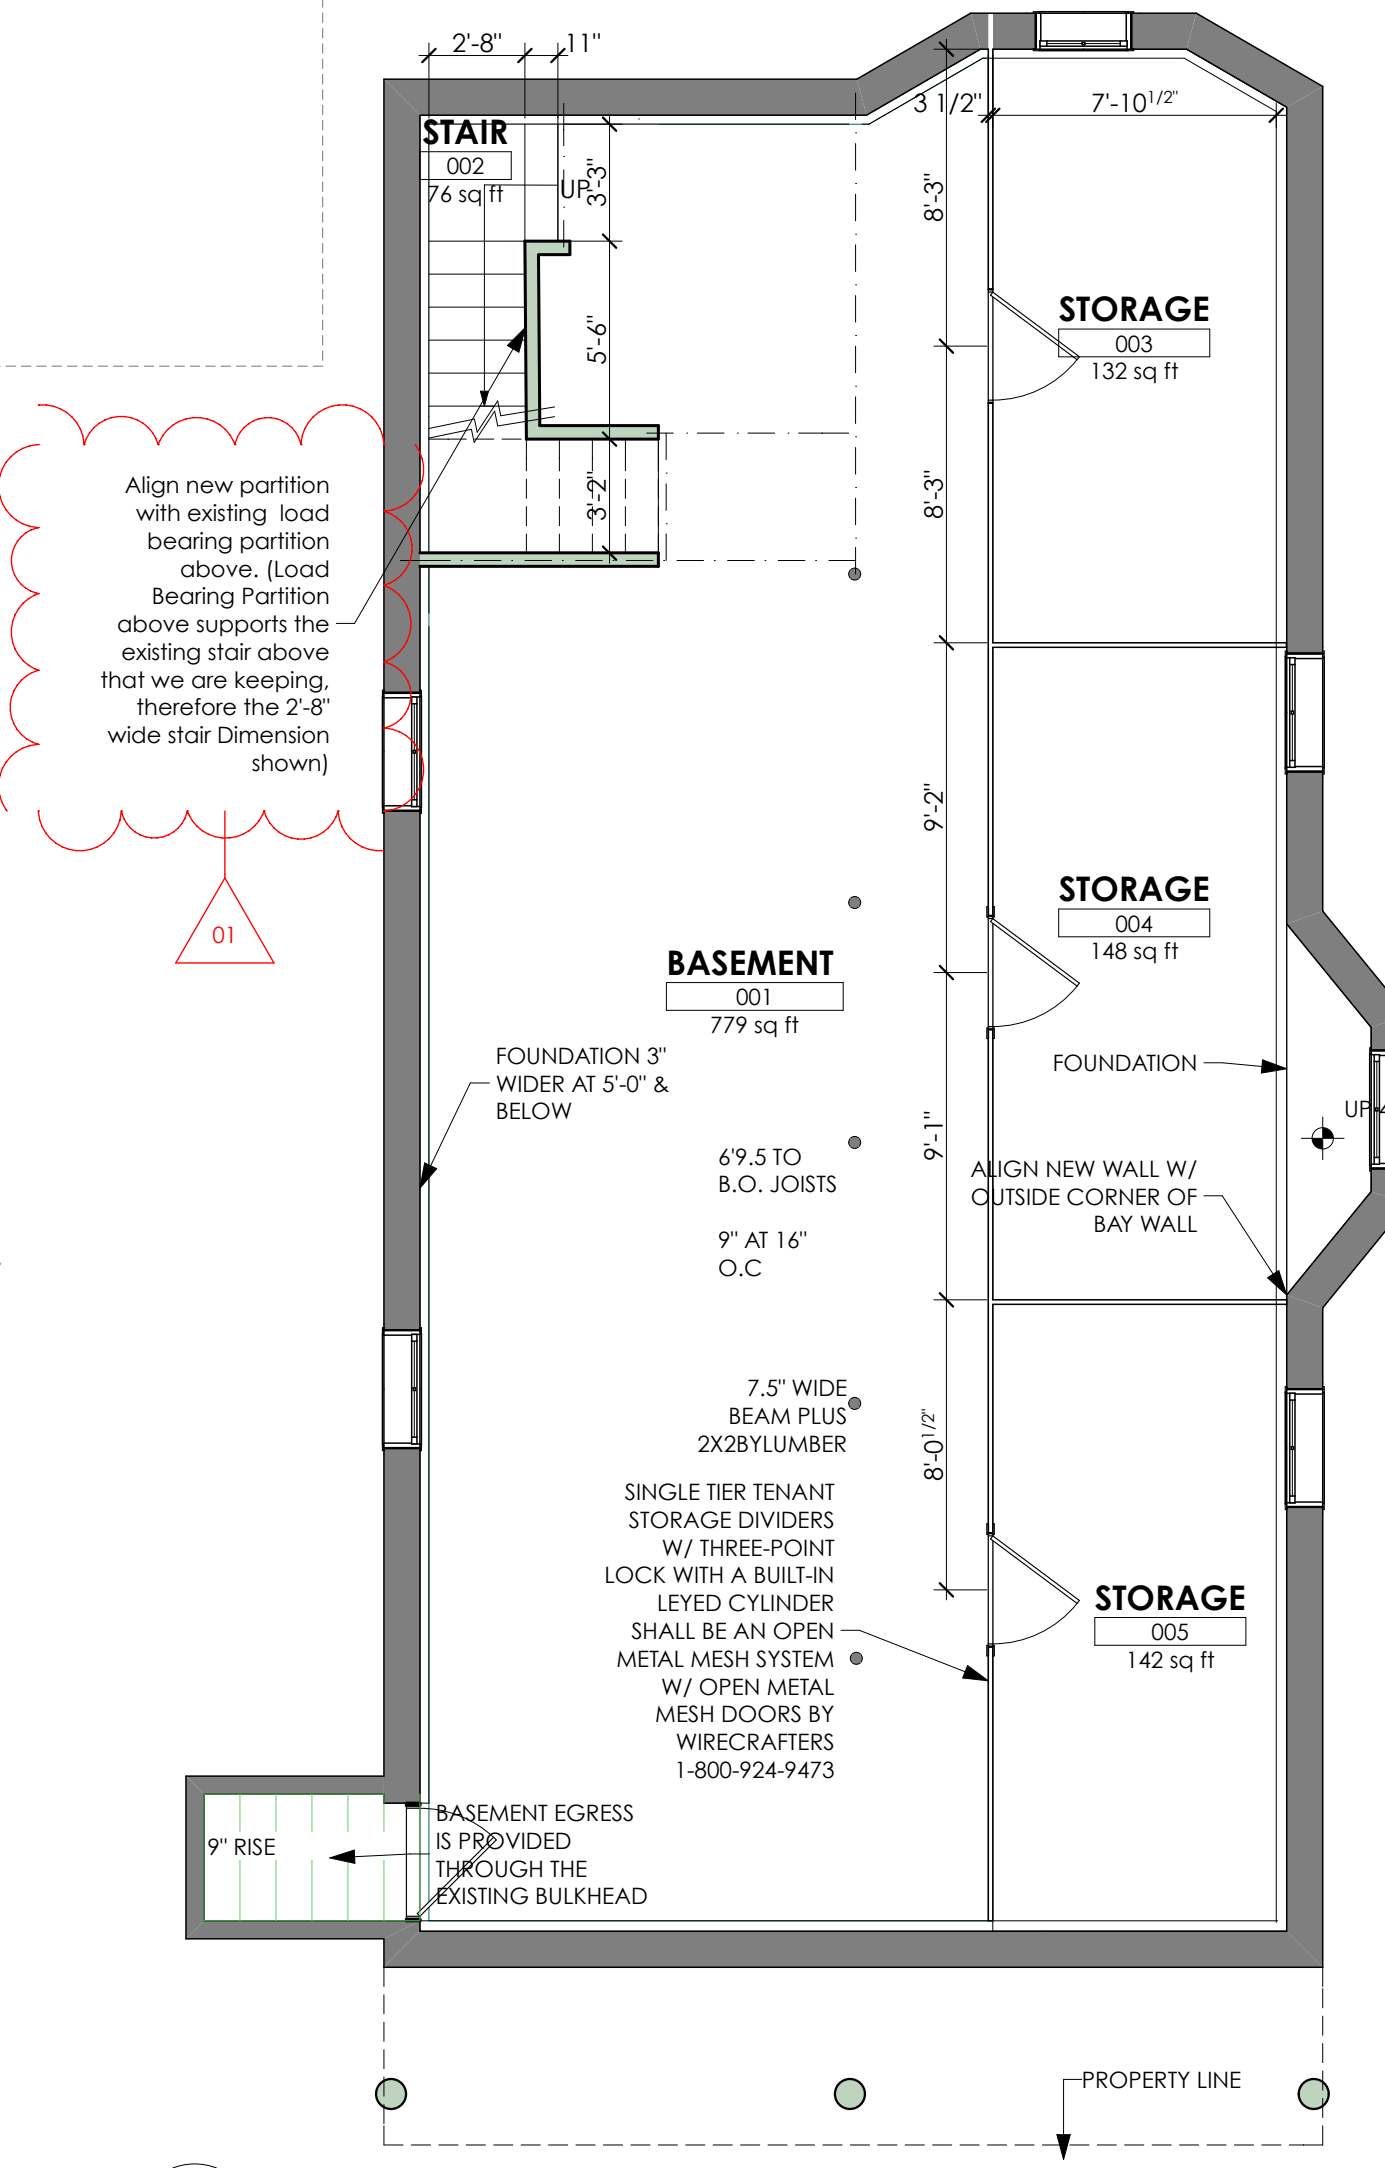 2'-8"
11"
3 1/2"
7'-10 1/2"
STAIR
002
76 sq ft
UP
3'-3"
8'-3"
5'-6"
STORAGE
003
132 sq ft
8'-3"
3'-2"
Align new partition
with existing load
bearing partition
above. (Load
Bearing Partition
above supports the
existing stair above
that we are keeping,
therefore the 2'-8"
wide stair Dimension
shown)
01
9'-2"
STORAGE
004
148 sq ft
BASEMENT
001
779 sq ft
FOUNDATION 3"
WIDER AT 5'-0" &
BELOW
FOUNDATION
UP
9'-1"
6'9.5 TO
B.O. JOISTS
9" AT 16"
O.C
ALIGN NEW WALL W/
OUTSIDE CORNER OF
BAY WALL
7.5" WIDE
BEAM PLUS
2X2BYLUMBER
8'-0 1/2"
SINGLE TIER TENANT
STORAGE DIVIDERS
W/ THREE-POINT
LOCK WITH A BUILT-IN
LEYED CYLINDER
SHALL BE AN OPEN
METAL MESH SYSTEM
W/ OPEN METAL
MESH DOORS BY
WIRECRAFTERS
1-800-924-9473
STORAGE
005
142 sq ft
9" RISE
BASEMENT EGRESS
IS PROVIDED
THROUGH THE
EXISTING BULKHEAD
PROPERTY LINE